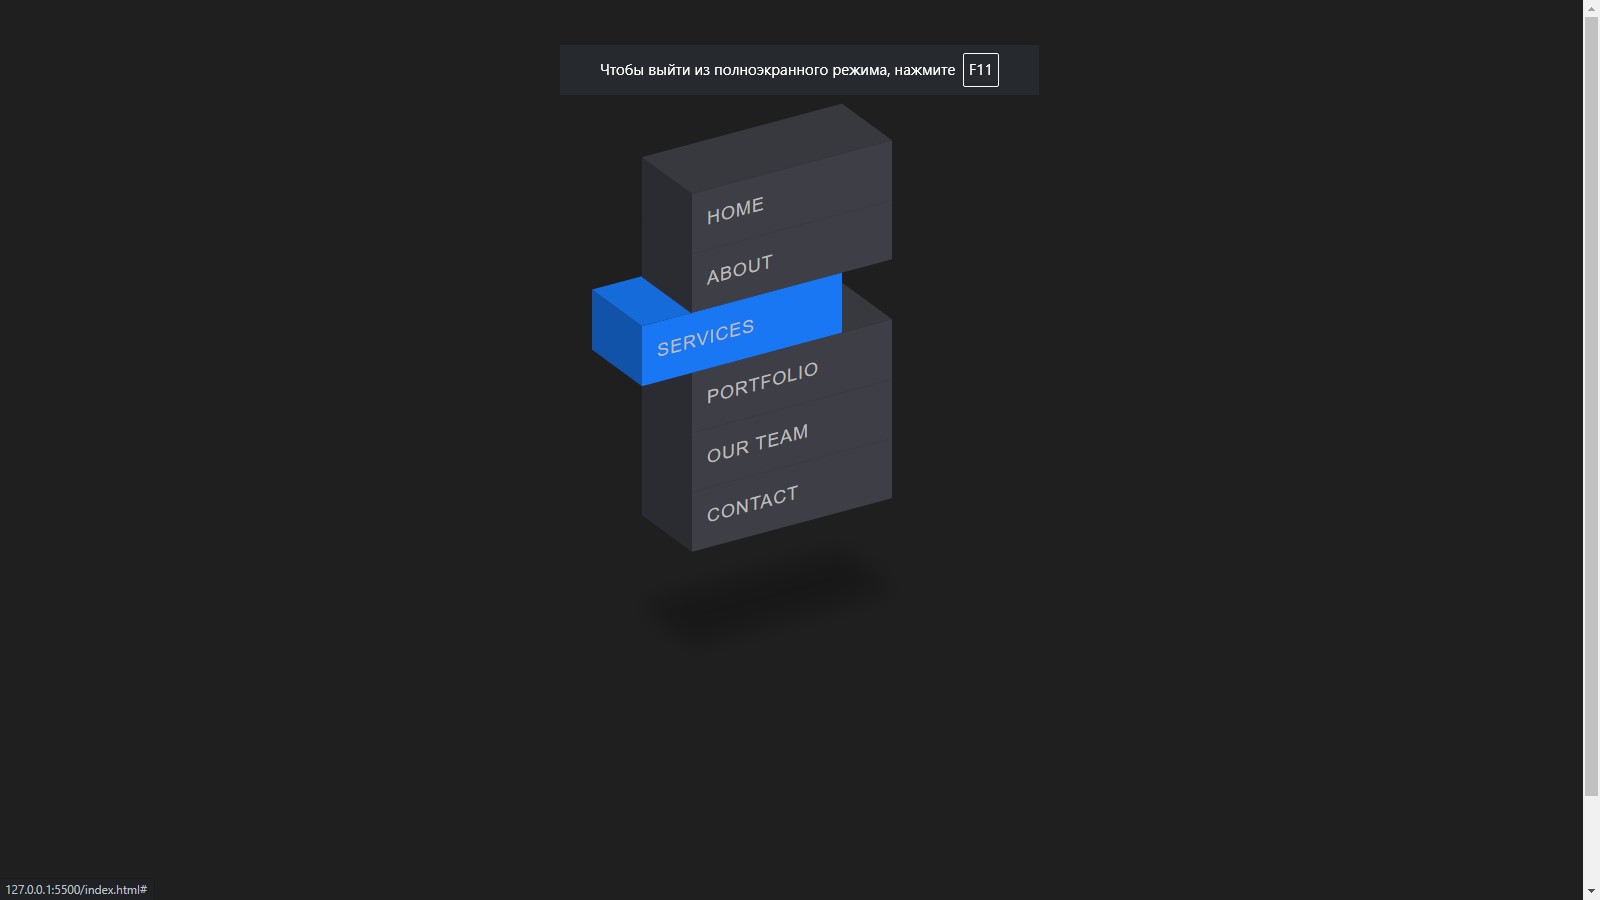 Чтобы выйти из полноэкранного режима, нажмите F11
HOME
ABOUT
SERVICES
PORTFOLIO
OUR TEAM
CONTACT
127.0.0.1:5500/index.html#